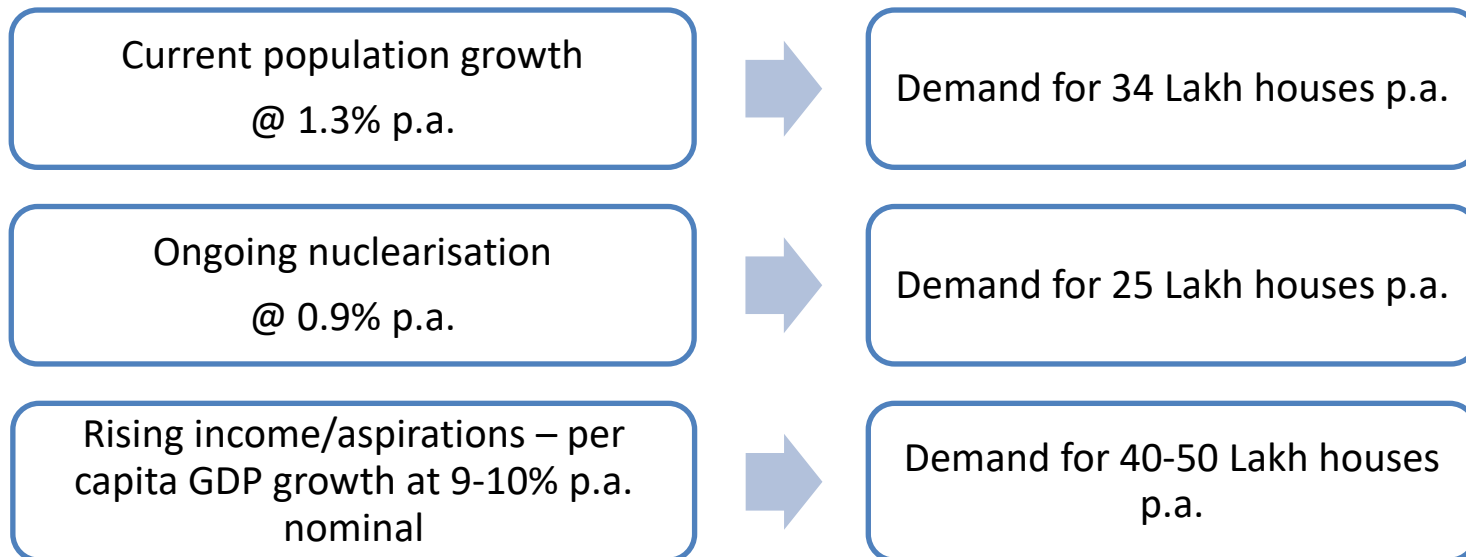 Current population growth
@ 1.3% p.a.
Demand for 34 Lakh houses p.a.
Ongoing nuclearisation
@ 0.9% p.a.
Demand for 25 Lakh houses p.a.
Rising income/aspirations – per
capita GDP growth at 9-10% p.a.
nominal
Demand for 40-50 Lakh houses
p.a.